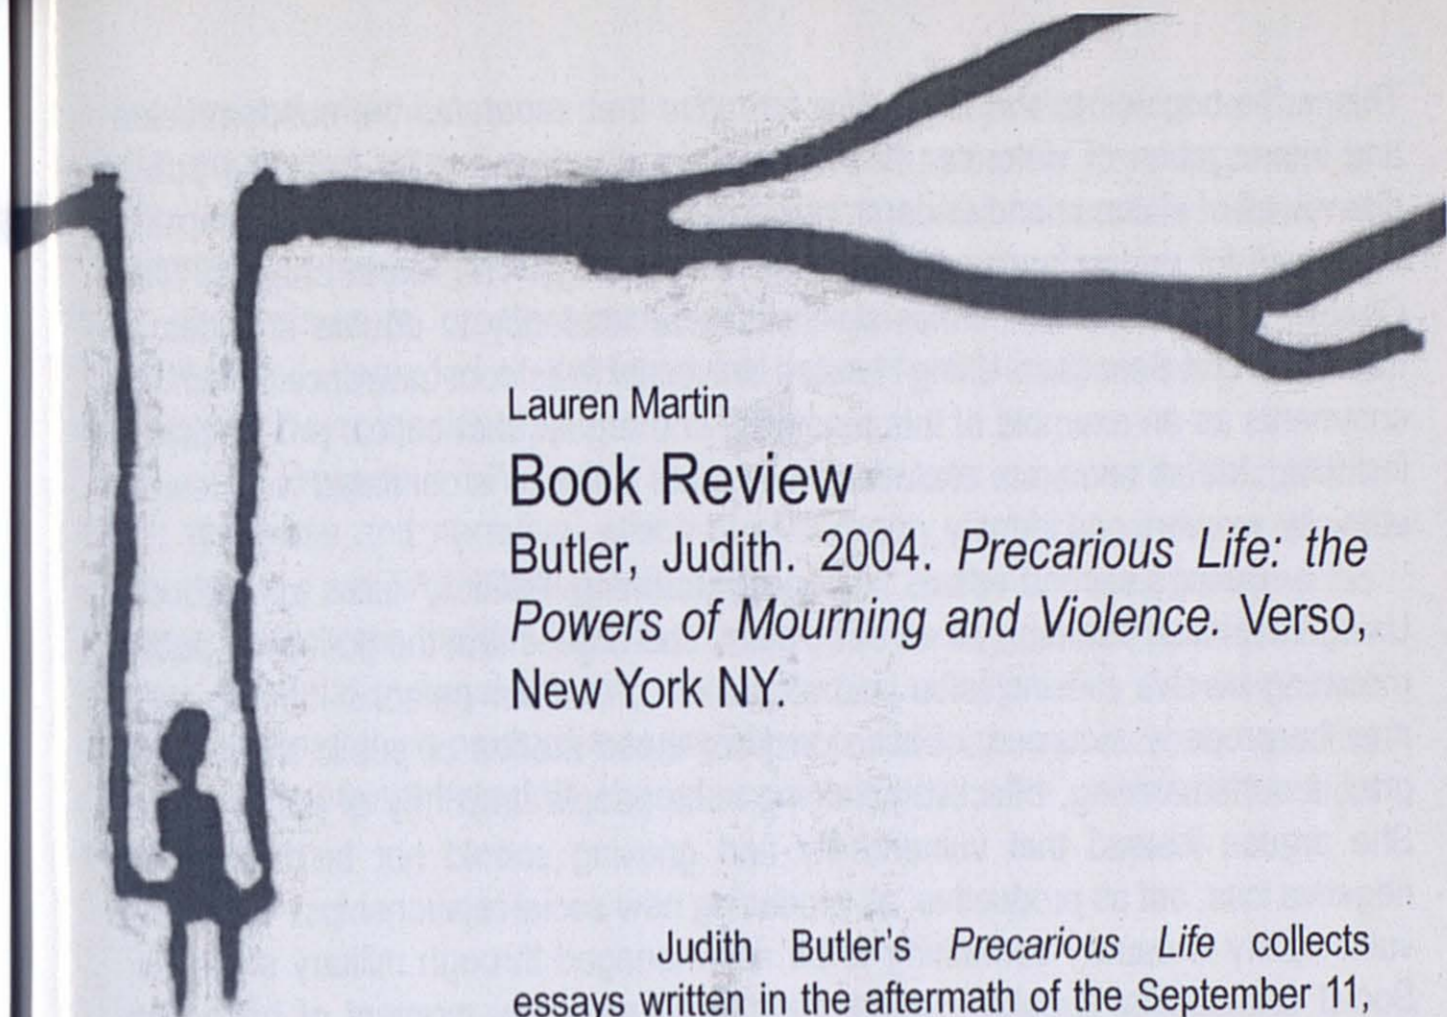 Lauren Martin
Book Review
Butler, Judith. 2004. Precarious Life: the
Powers of Mourning and Violence. Verso,
New York NY.
Judith Butler's Precarious Life collects
essays written in the aftermath of the September 11,